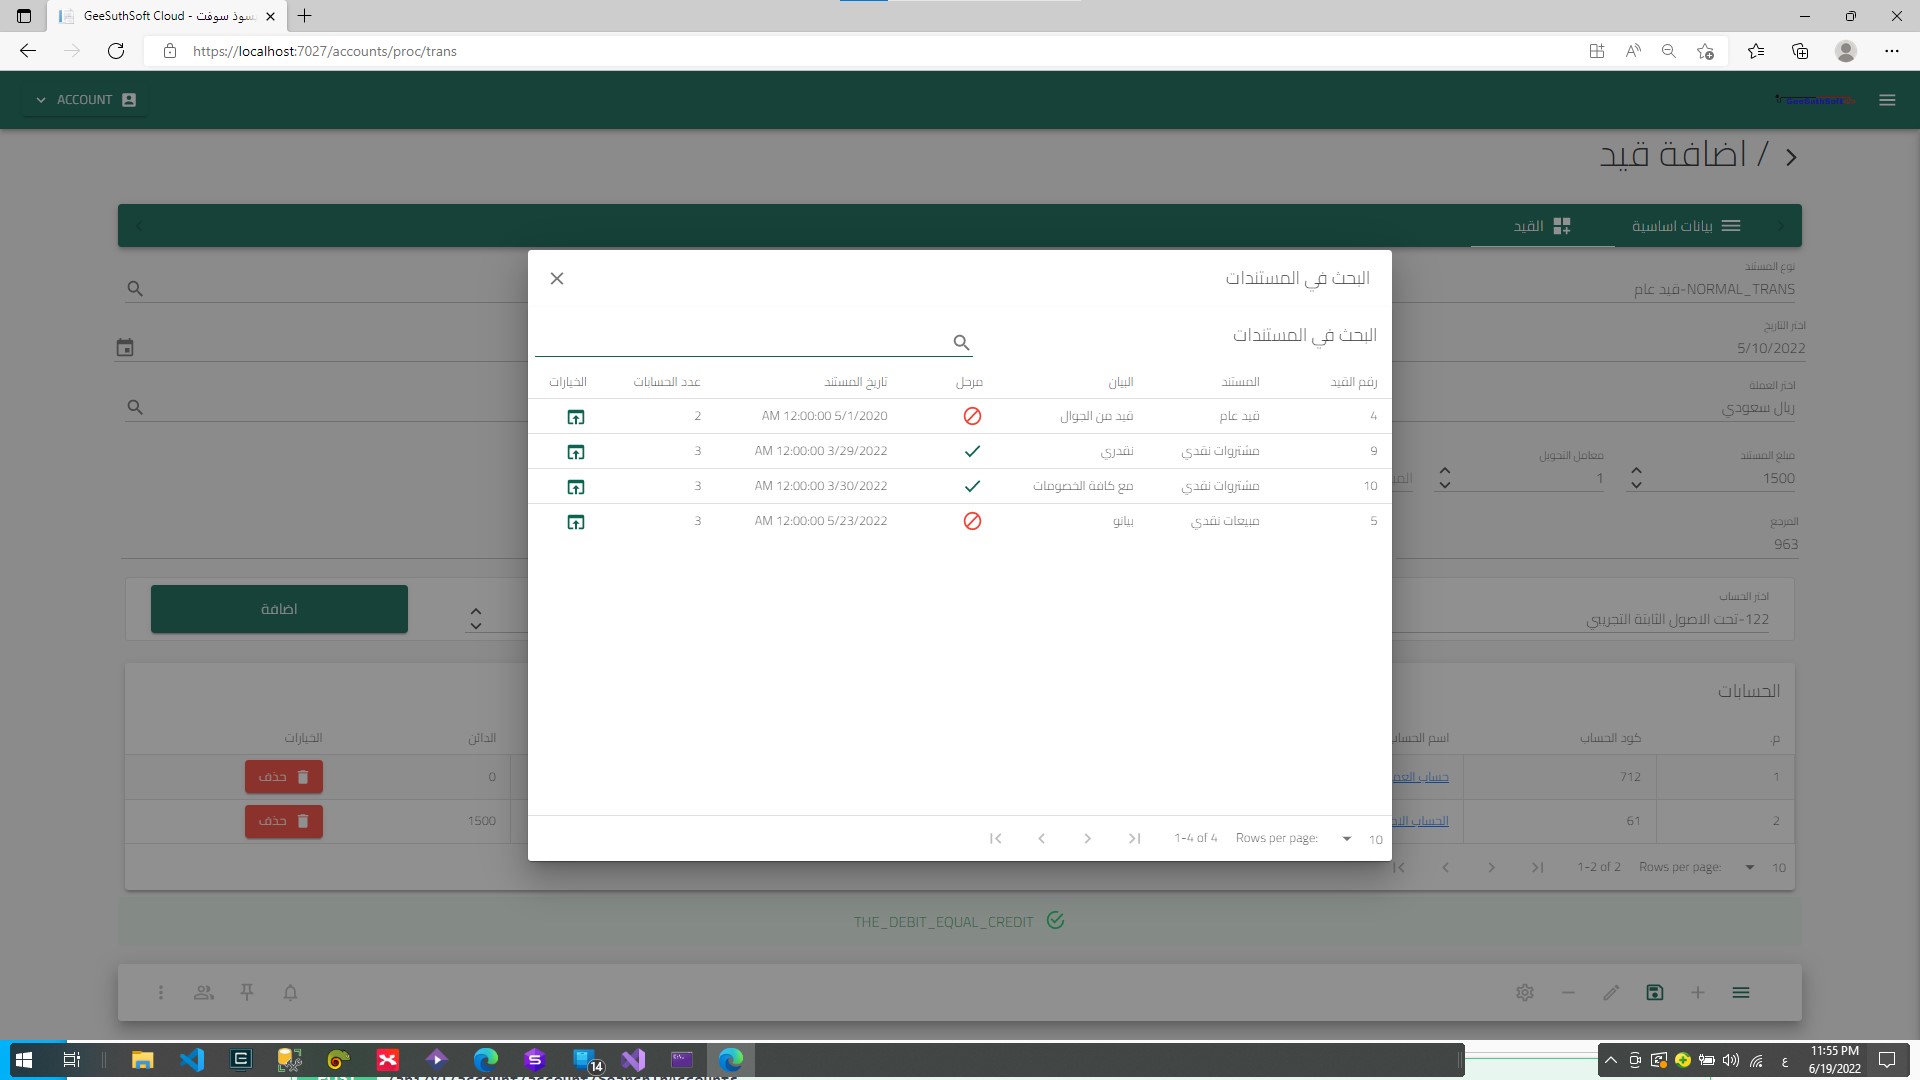 GeeSuthSoft Cloud - يسوذ سوفت
https://localhost:7027/accounts/proc/trans
ACCOUNT
GeeSuthSoft
/ اضافة قيد
بيانات اساسية
القيد
نوع المستند
NORMAL_TRANS-قيد عام
اختر التاريخ
5/10/2022
اختر العملة
ريال سعودي
مبلغ المستند
1500
معامل التحويل
1
المرجع
963
اختر الحساب
122-تحت الاصول الثابتة التجريبي
اضافة
الحسابات
م.
كود الحساب
اسم الحساب
الدائن
الخيارات
1
712
0
حذف
2
61
1500
حذف
1-2 of 2
Rows per page:
10
THE_DEBIT_EQUAL_CREDIT
البحث في المستندات
البحث في المستندات
رقم القيد
المستند
البيان
مرحل
تاريخ المستند
عدد الحسابات
الخيارات
4
قيد عام
قيد من الجوال
5/1/2020 12:00:00 AM
2
9
مشتروات نقدي
نقدري
3/29/2022 12:00:00 AM
3
10
مشتروات نقدي
مع كافة الخصومات
3/30/2022 12:00:00 AM
3
5
مبيعات نقدي
بيانو
5/23/2022 12:00:00 AM
3
1-4 of 4
Rows per page:
10
14
ع
11:55 PM
6/19/2022